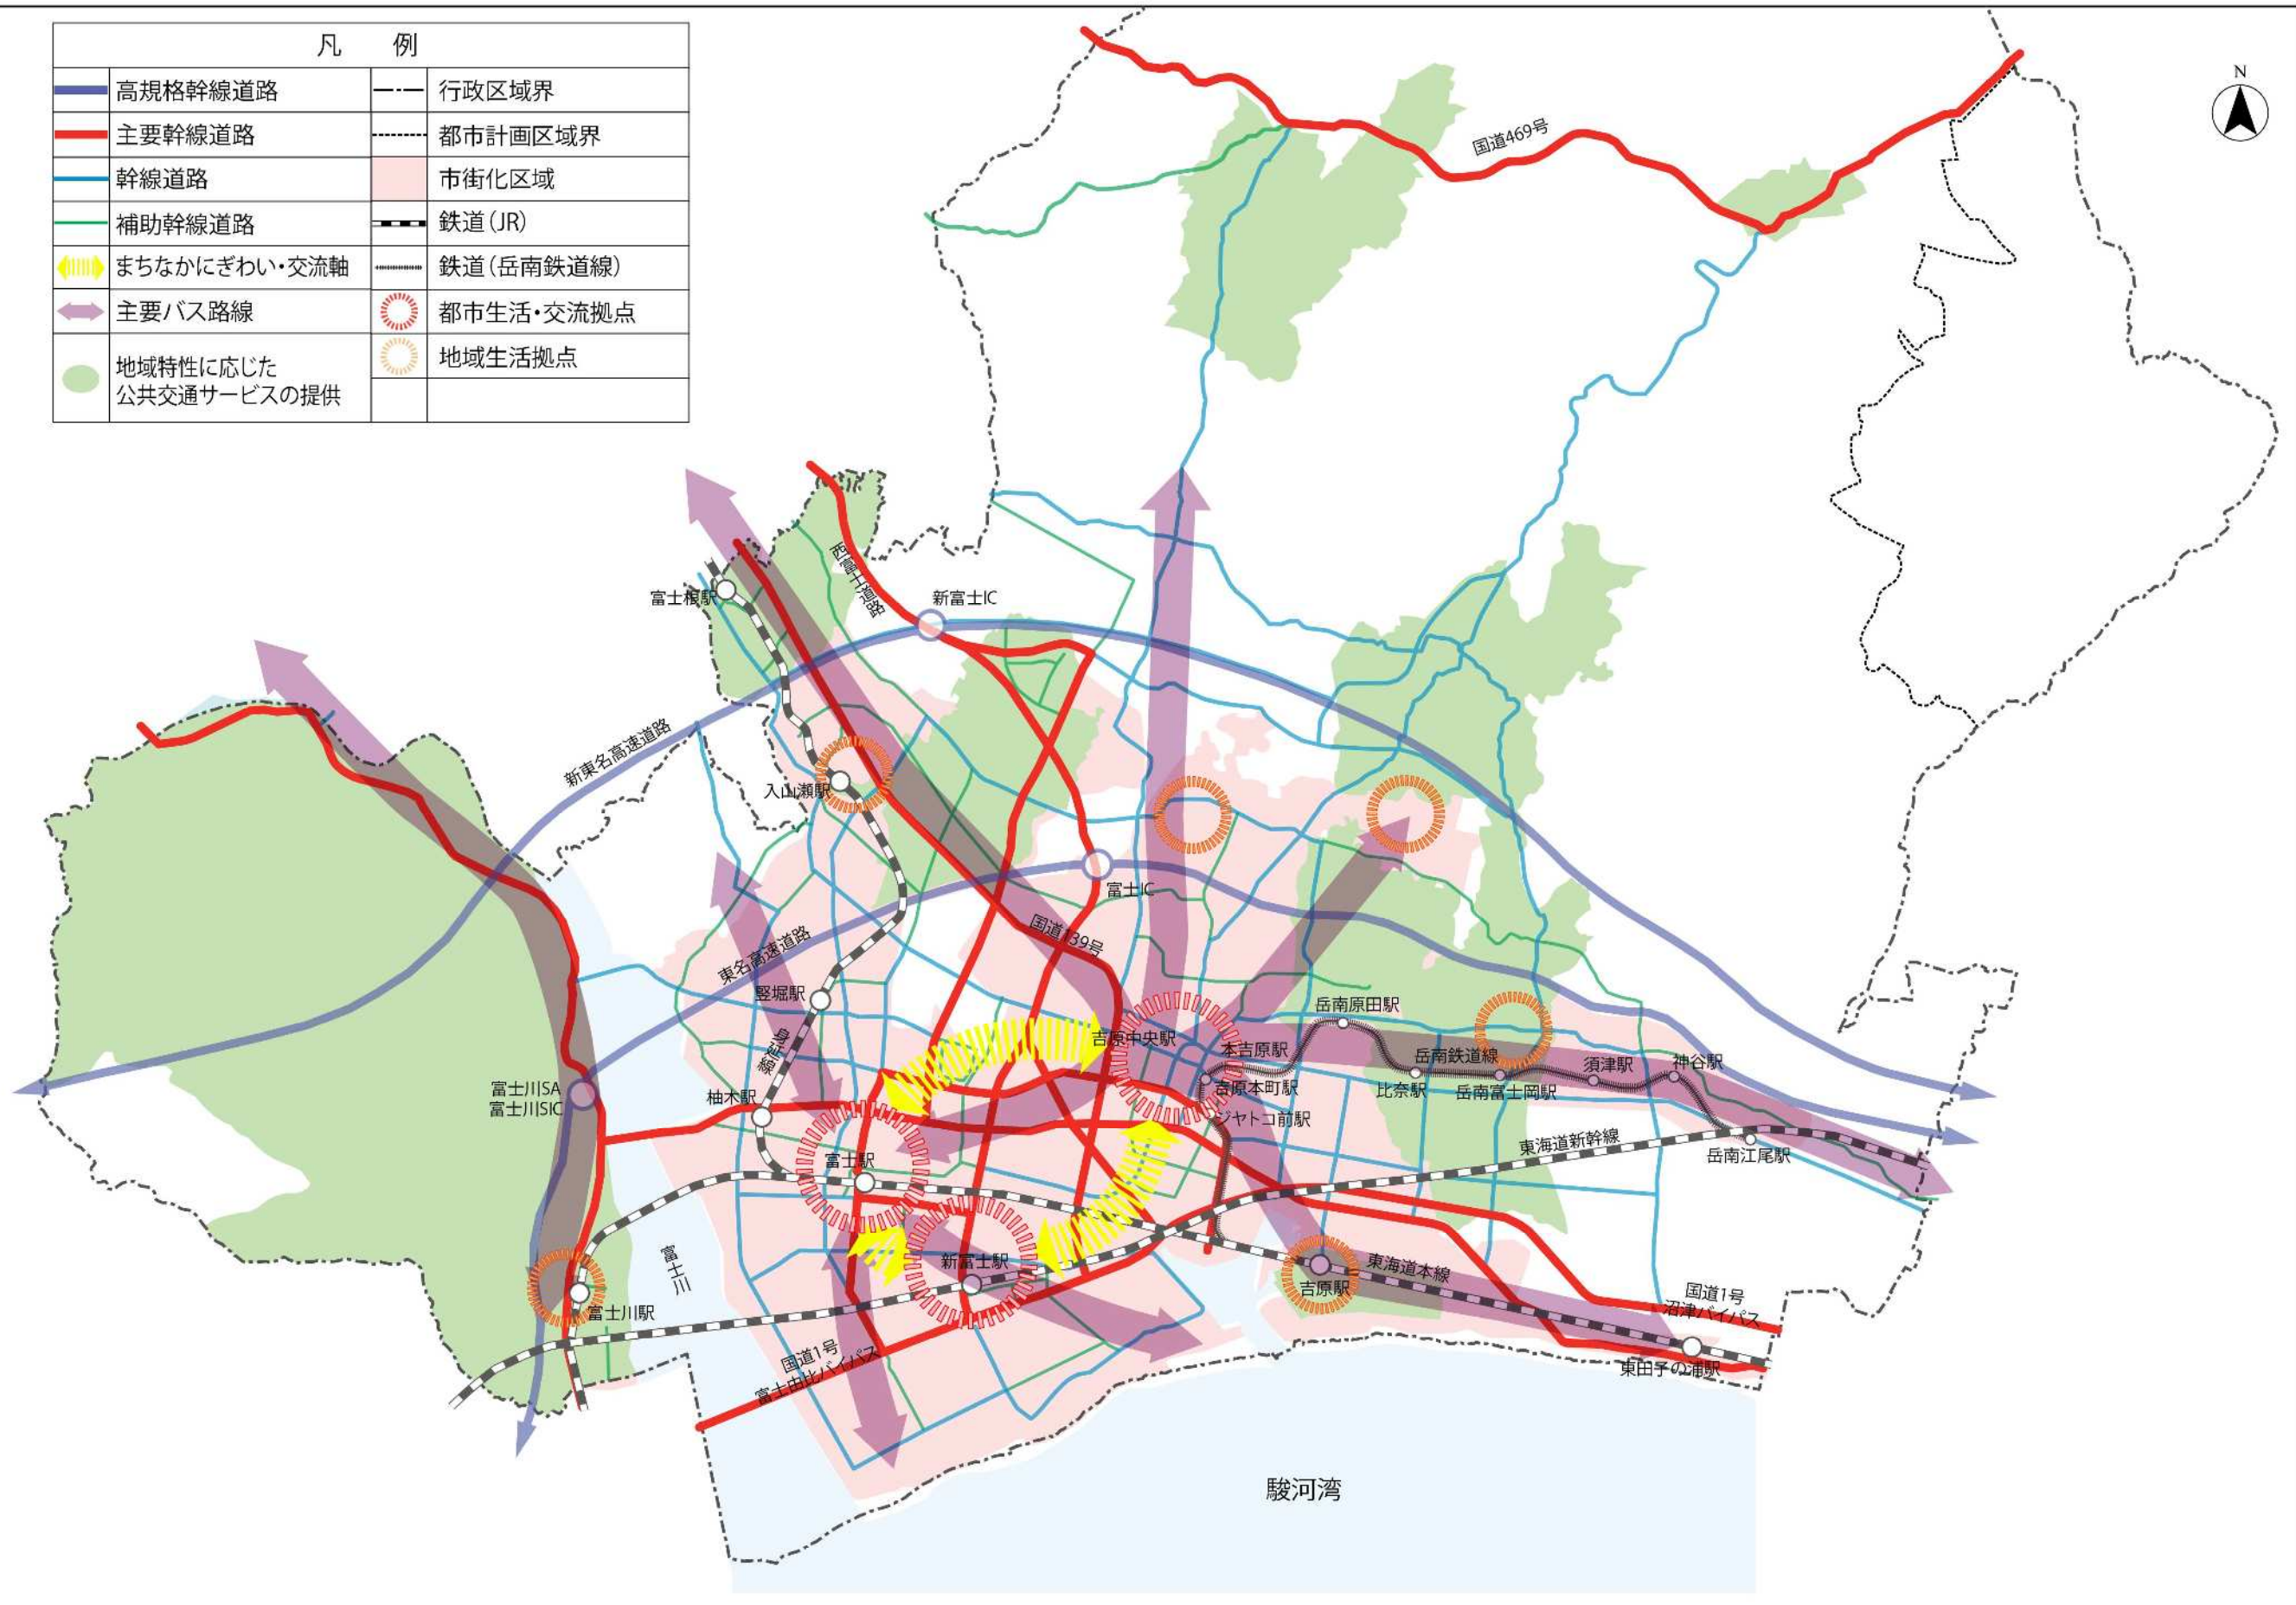 凡　例
高規格幹線道路
行政区域界
主要幹線道路
都市計画区域界
幹線道路
市街化区域
補助幹線道路
鉄道（JR）
まちなかにぎわい・交流軸
鉄道（岳南鉄道線）
主要バス路線
都市生活・交流拠点
地域特性に応じた
公共交通サービスの提供
地域生活拠点
N
国道469号
西富士道路
富士根駅
新富士IC
新東名高速道路
入山瀬駅
富士IC
国道139号
東名高速道路
竪堀駅
身延線
岳南原田駅
吉原中央駅
本吉原駅
岳南鉄道線
須津駅
神谷駅
富士川SA
富士川SIC
柚木駅
吉原本町駅
比奈駅
岳南富士岡駅
ジヤトコ前駅
東海道新幹線
岳南江尾駅
富士駅
富士川
新富士駅
東海道本線
吉原駅
国道1号
沼津バイパス
富士川駅
国道1号
富士由比バイパス
東田子の浦駅
駿河湾